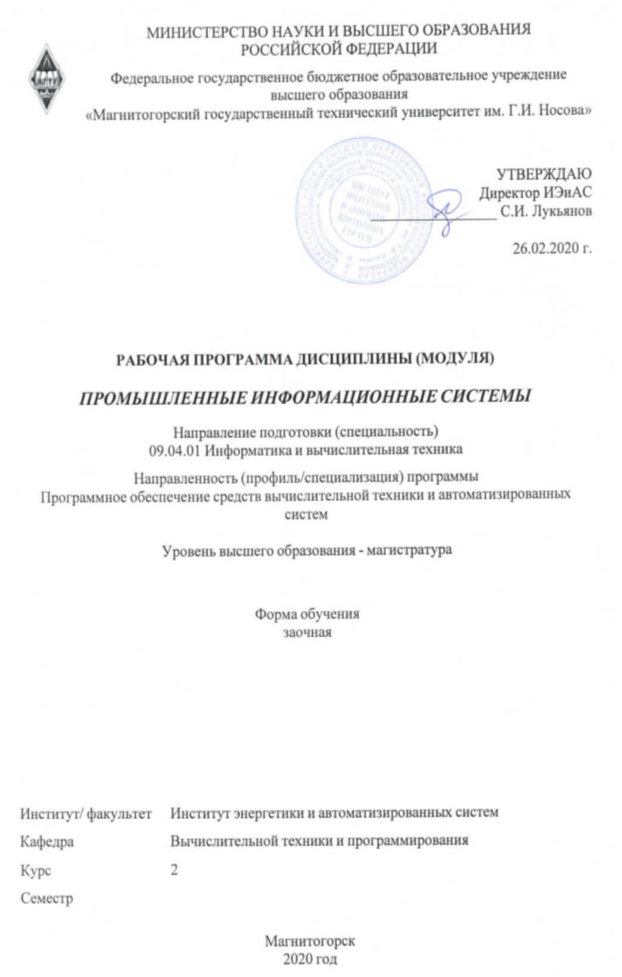 МИНИСТЕРСТВО НАУКИ И ВЫСШЕГО ОБРАЗОВАНИЯ
РОССИЙСКОЙ ФЕДЕРАЦИИ
Федеральное государственное бюджетное образовательное учреждение
высшего образования
«Магнитогорский государственный технический университет им. Г.И. Носова»
УТВЕРЖДАЮ
Директор ИЭиАС
С.И. Лукьянов
26.02.2020 г.
РАБОЧАЯ ПРОГРАММА ДИСЦИПЛИНЫ (МОДУЛЯ)
ПРОМЫШЛЕННЫЕ ИНФОРМАЦИОННЫЕ СИСТЕМЫ
Направление подготовки (специальность)
09.04.01 Информатика и вычислительная техника
Направленность (профиль/специализация) программы
Программное обеспечение средств вычислительной техники и автоматизированных
систем
Уровень высшего образования - магистратура
Форма обучения
заочная
Институт/ факультет Институт энергетики и автоматизированных систем
Кафедра Вычислительной техники и программирования
Курс 2
Семестр
Магнитогорск
2020 год